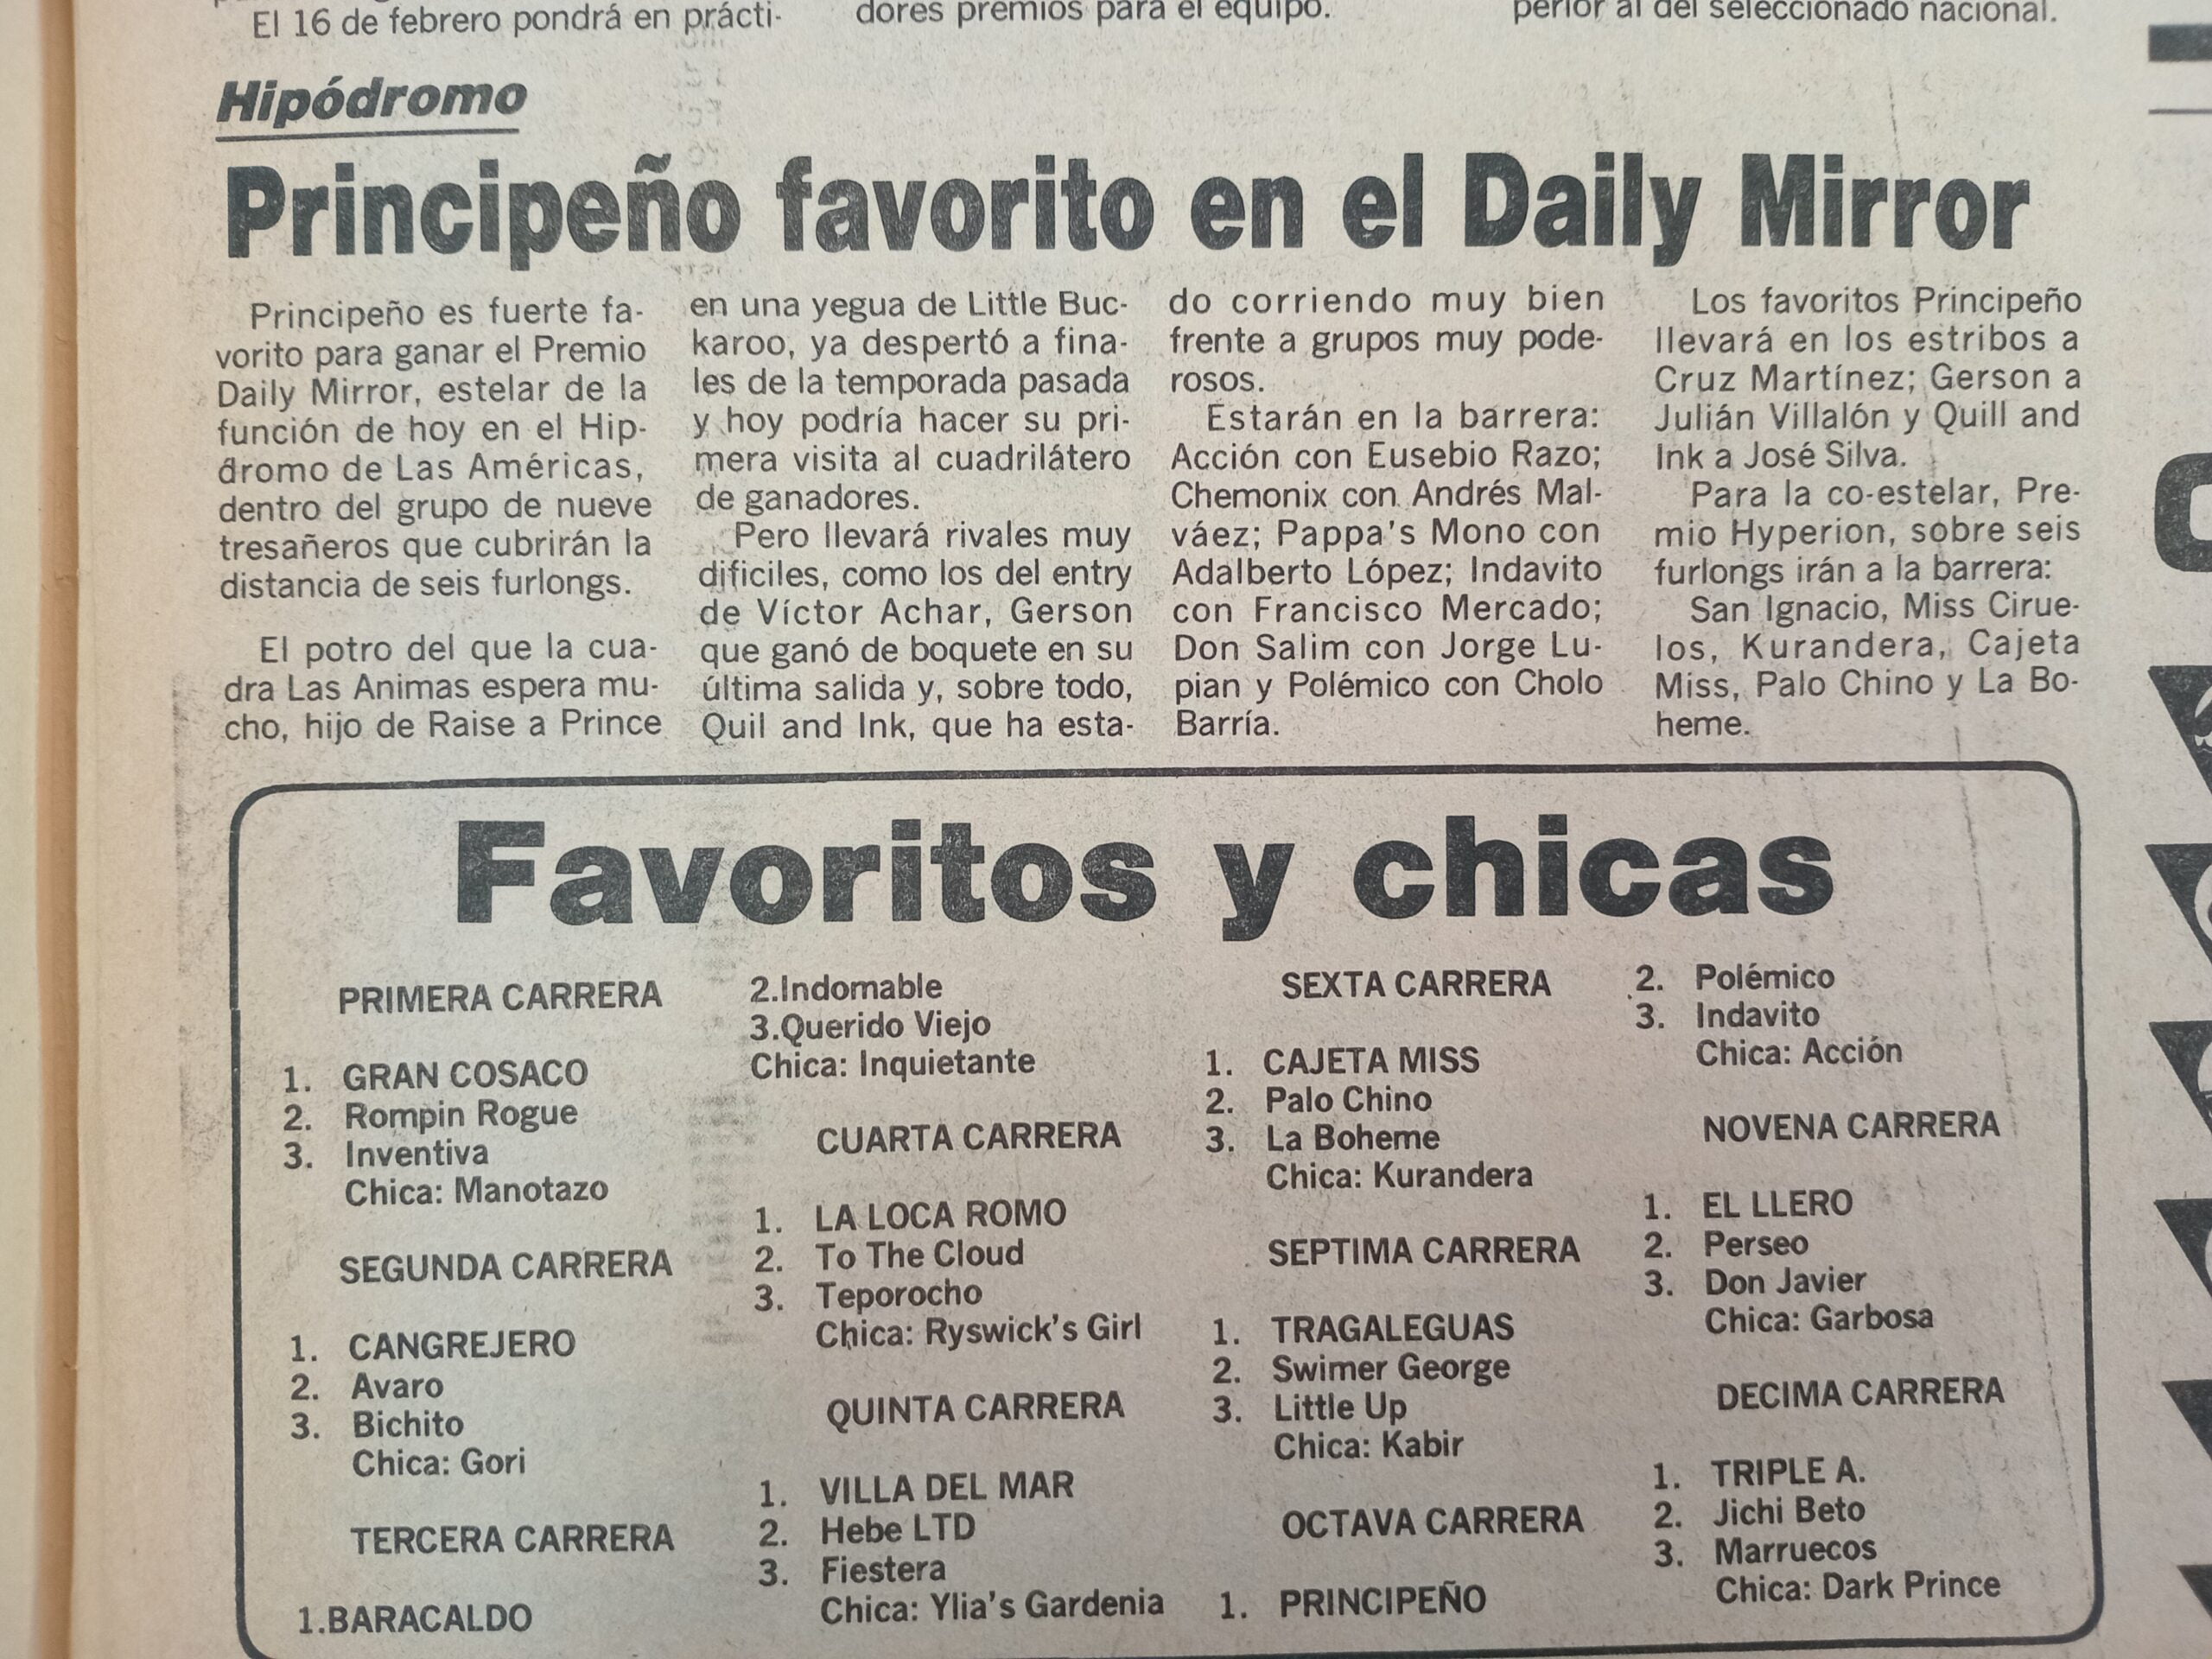 El 16 de febrero pondrá en prácti-
dores premios para el equipo.
perior al del seleccionado nacional.
Hipódromo
Principeño favorito en el Daily Mirror
Principeño es fuerte fa-
vorito para ganar el Premio
Daily Mirror, estelar de la
función de hoy en el Hip-
dromo de Las Américas,
dentro del grupo de nueve
tresañeros que cubrirán la
distancia de seis furlongs.
El potro del que la cua-
dra Las Animas espera mu-
cho, hijo de Raise a Prince
en una yegua de Little Buc-
karoo, ya despertó a fina-
les de la temporada pasada
y hoy podría hacer su pri-
mera visita al cuadrilátero
de ganadores.
Pero llevará rivales muy
dificiles, como los del entry
de Víctor Achar, Gerson
que ganó de boquete en su
última salida y, sobre todo,
Quil and Ink, que ha esta-
do corriendo muy bien
frente a grupos muy pode-
rosos.
Estarán en la barrera:
Acción con Eusebio Razo;
Chemonix con Andrés Mal-
váez; Pappa's Mono con
Adalberto López; Indavito
con Francisco Mercado;
Don Salim con Jorge Lu-
pian y Polémico con Cholo
Barría.
Los favoritos Principeño
llevará en los estribos a
Cruz Martínez; Gerson a
Julián Villalón y Quill and
Ink a José Silva.
Para la co-estelar, Pre-
mio Hyperion, sobre seis
furlongs irán a la barrera:
San Ignacio, Miss Cirue-
los, Kurandera, Cajeta
Miss, Palo Chino y La Bo-
heme.
Favoritos y chicas
PRIMERA CARRERA
1. GRAN COSACO
2. Rompin Rogue
3. Inventiva
Chica: Manotazo
SEGUNDA CARRERA
1. CANGREJERO
2. Avaro
3. Bichito
Chica: Gori
TERCERA CARRERA
1.BARACALDO
2.Indomable
3.Querido Viejo
Chica: Inquietante
CUARTA CARRERA
1. LA LOCA ROMO
2. To The Cloud
3. Teporocho
Chica: Ryswick's Girl
QUINTA CARRERA
1. VILLA DEL MAR
2. Hebe LTD
3. Fiestera
Chica: Ylia's Gardenia
SEXTA CARRERA
1. CAJETA MISS
2. Palo Chino
3. La Boheme
Chica: Kurandera
SEPTIMA CARRERA
1. TRAGALEGUAS
2. Swimer George
3. Little Up
Chica: Kabir
OCTAVA CARRERA
1. PRINCIPEÑO
2. Polémico
3. Indavito
Chica: Acción
NOVENA CARRERA
1. EL LLERO
2. Perseo
3. Don Javier
Chica: Garbosa
DECIMA CARRERA
1. TRIPLE A.
2. Jichi Beto
3. Marruecos
Chica: Dark Prince